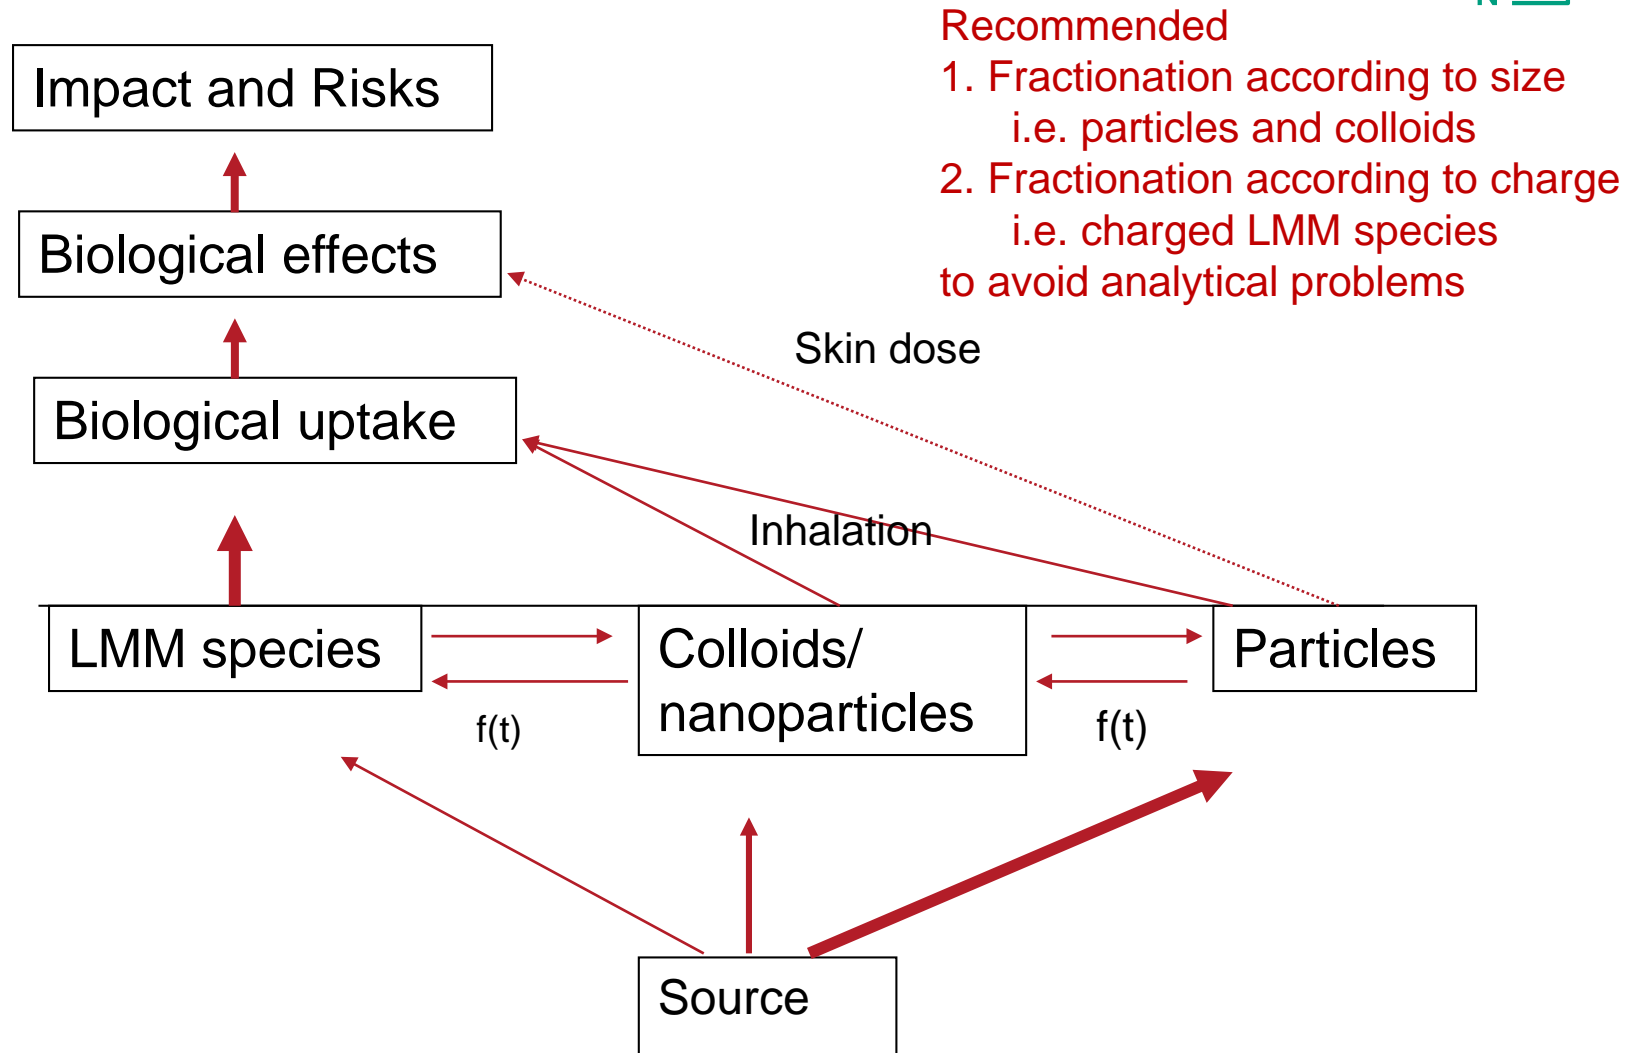 N
Recommended
1. Fractionation according to size
i.e. particles and colloids
2. Fractionation according to charge
i.e. charged LMM species
to avoid analytical problems
Impact and Risks
Biological effects
Skin dose
Biological uptake
Inhalation
LMM species
Colloids/
nanoparticles
Particles
f(t)
f(t)
Source